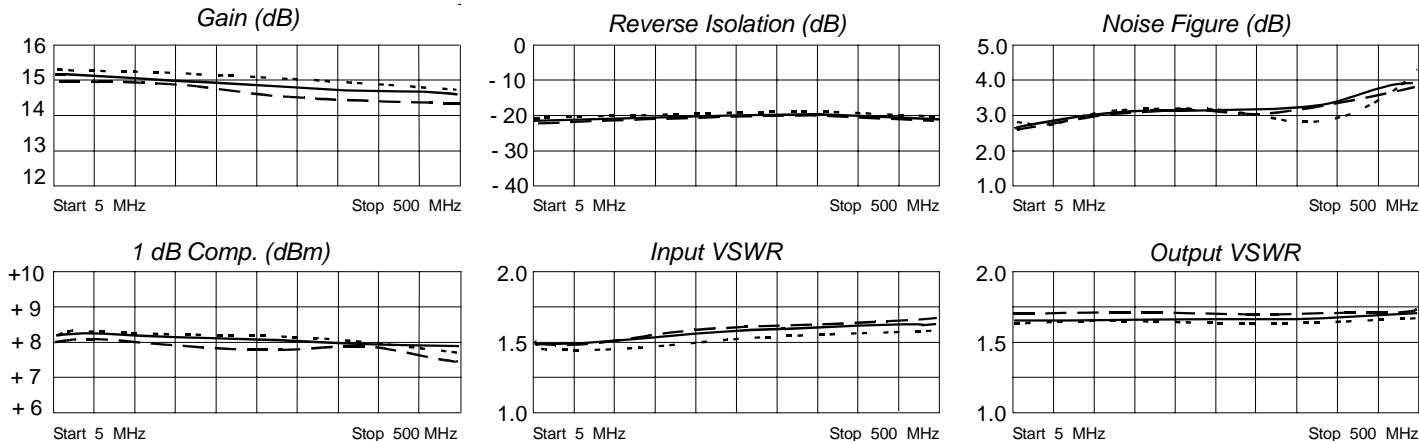 Gain (dB)
16
15
14
13
12
Start 5 MHz Stop 500 MHz
Reverse Isolation (dB)
0
- 10
- 20
- 30
- 40
Start 5 MHz Stop 500 MHz
Noise Figure (dB)
5.0
4.0
3.0
2.0
1.0
Start 5 MHz Stop 500 MHz
1 dB Comp. (dBm)
+10
+ 9
+ 8
+ 7
+ 6
Start 5 MHz Stop 500 MHz
Input VSWR
2.0
1.5
1.0
Start 5 MHz Stop 500 MHz
Output VSWR
2.0
1.5
1.0
Start 5 MHz Stop 500 MHz